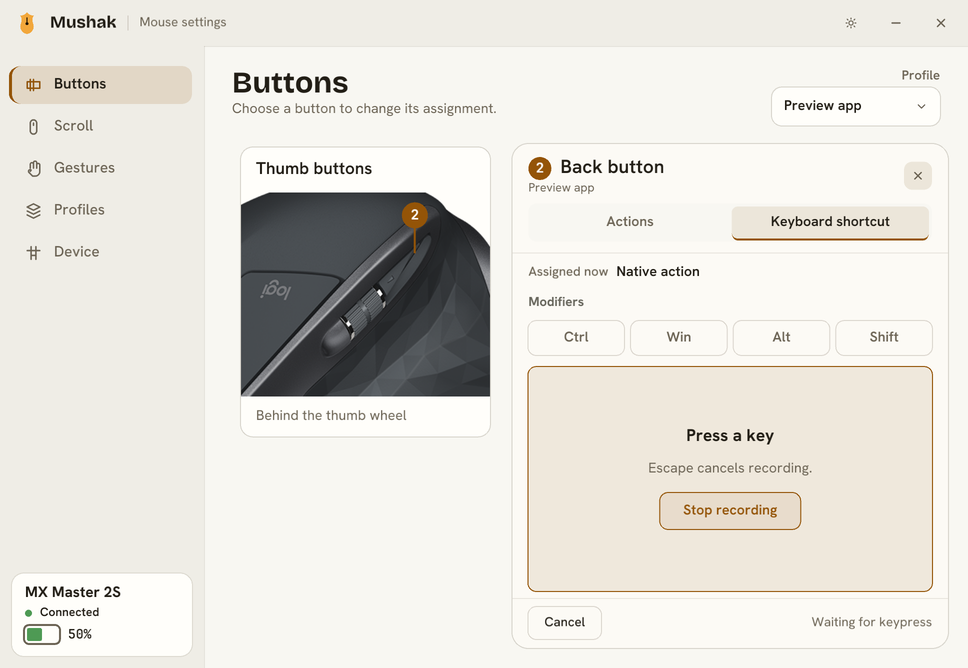 Mushak
Mouse settings
Buttons
Scroll
Gestures
Profiles
Device
MX Master 2S
Connected
50%
Buttons
Choose a button to change its assignment.
Profile
Preview app
Thumb buttons
2
logi
Behind the thumb wheel
2 Back button
Preview app
Actions
Keyboard shortcut
Assigned now Native action
Modifiers
Ctrl
Win
Alt
Shift
Press a key
Escape cancels recording.
Stop recording
Cancel
Waiting for keypress